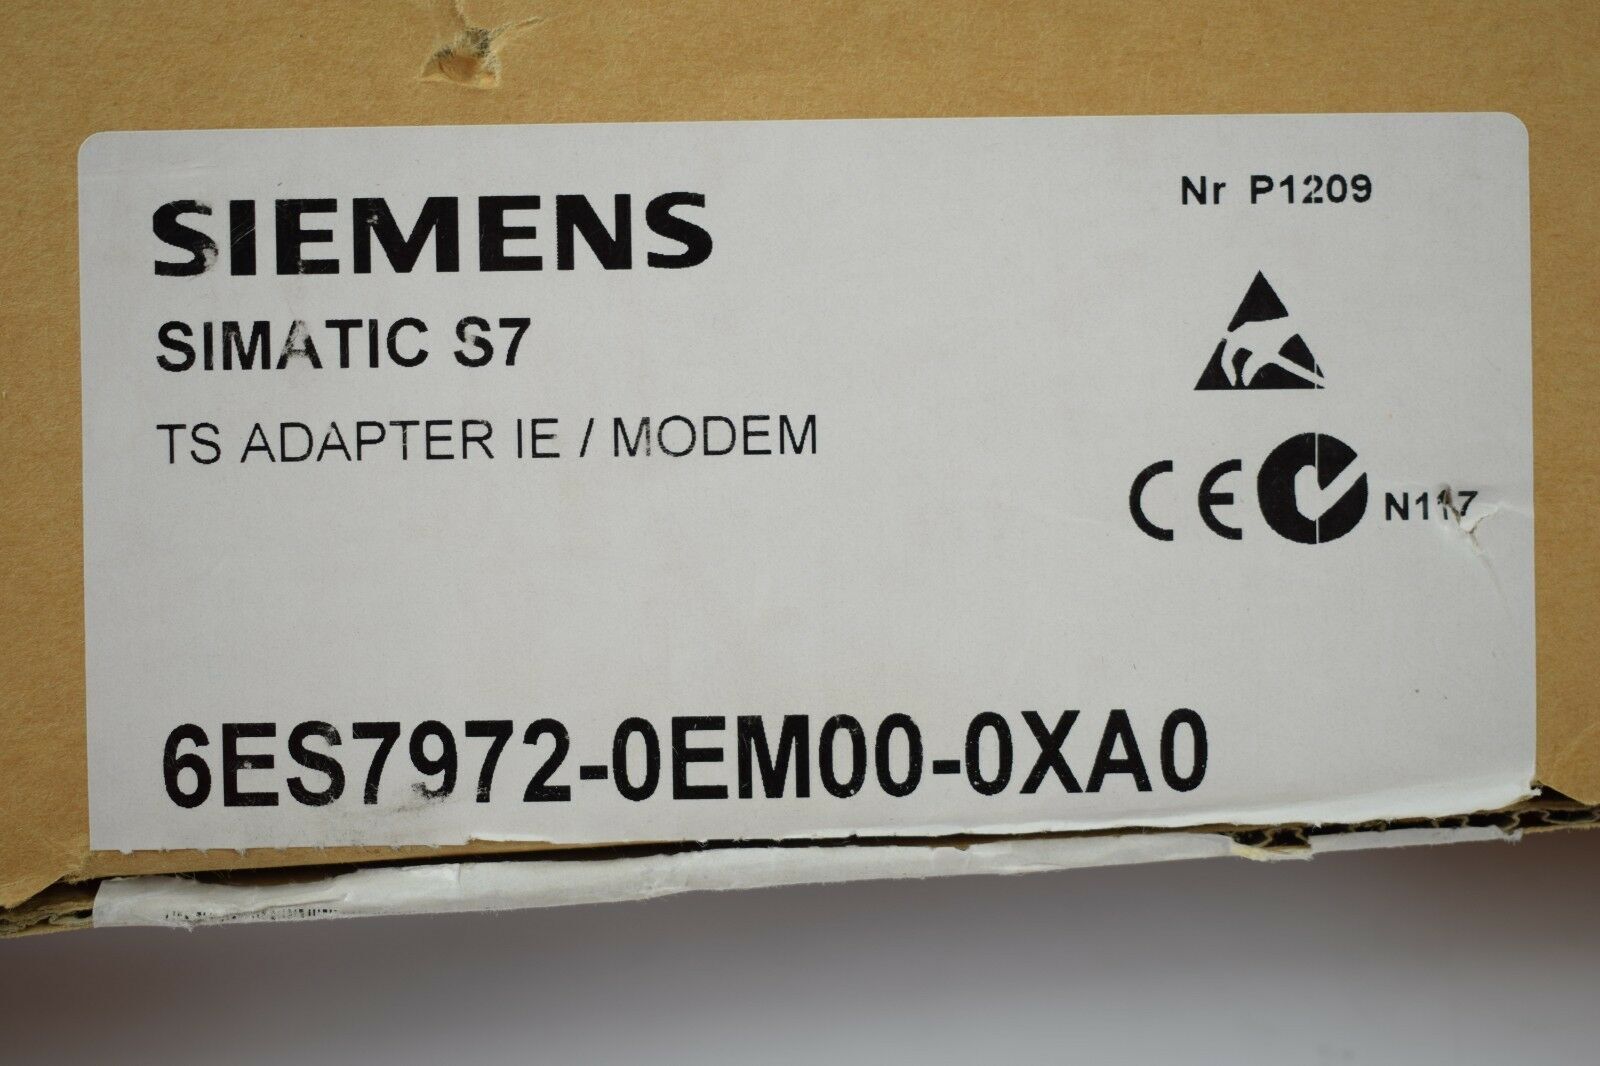 SIEMENS
Nr P1209
SIMATIC S7
TS ADAPTER IE / MODEM
CE N117
6ES7972-0EM00-0XA0